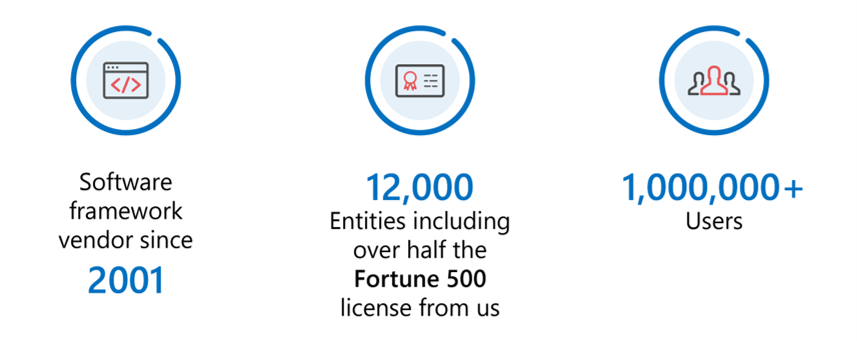 Software
framework
vendor since
2001
12,000
Entities including
over half the
Fortune 500
license from us
1,000,000+
Users